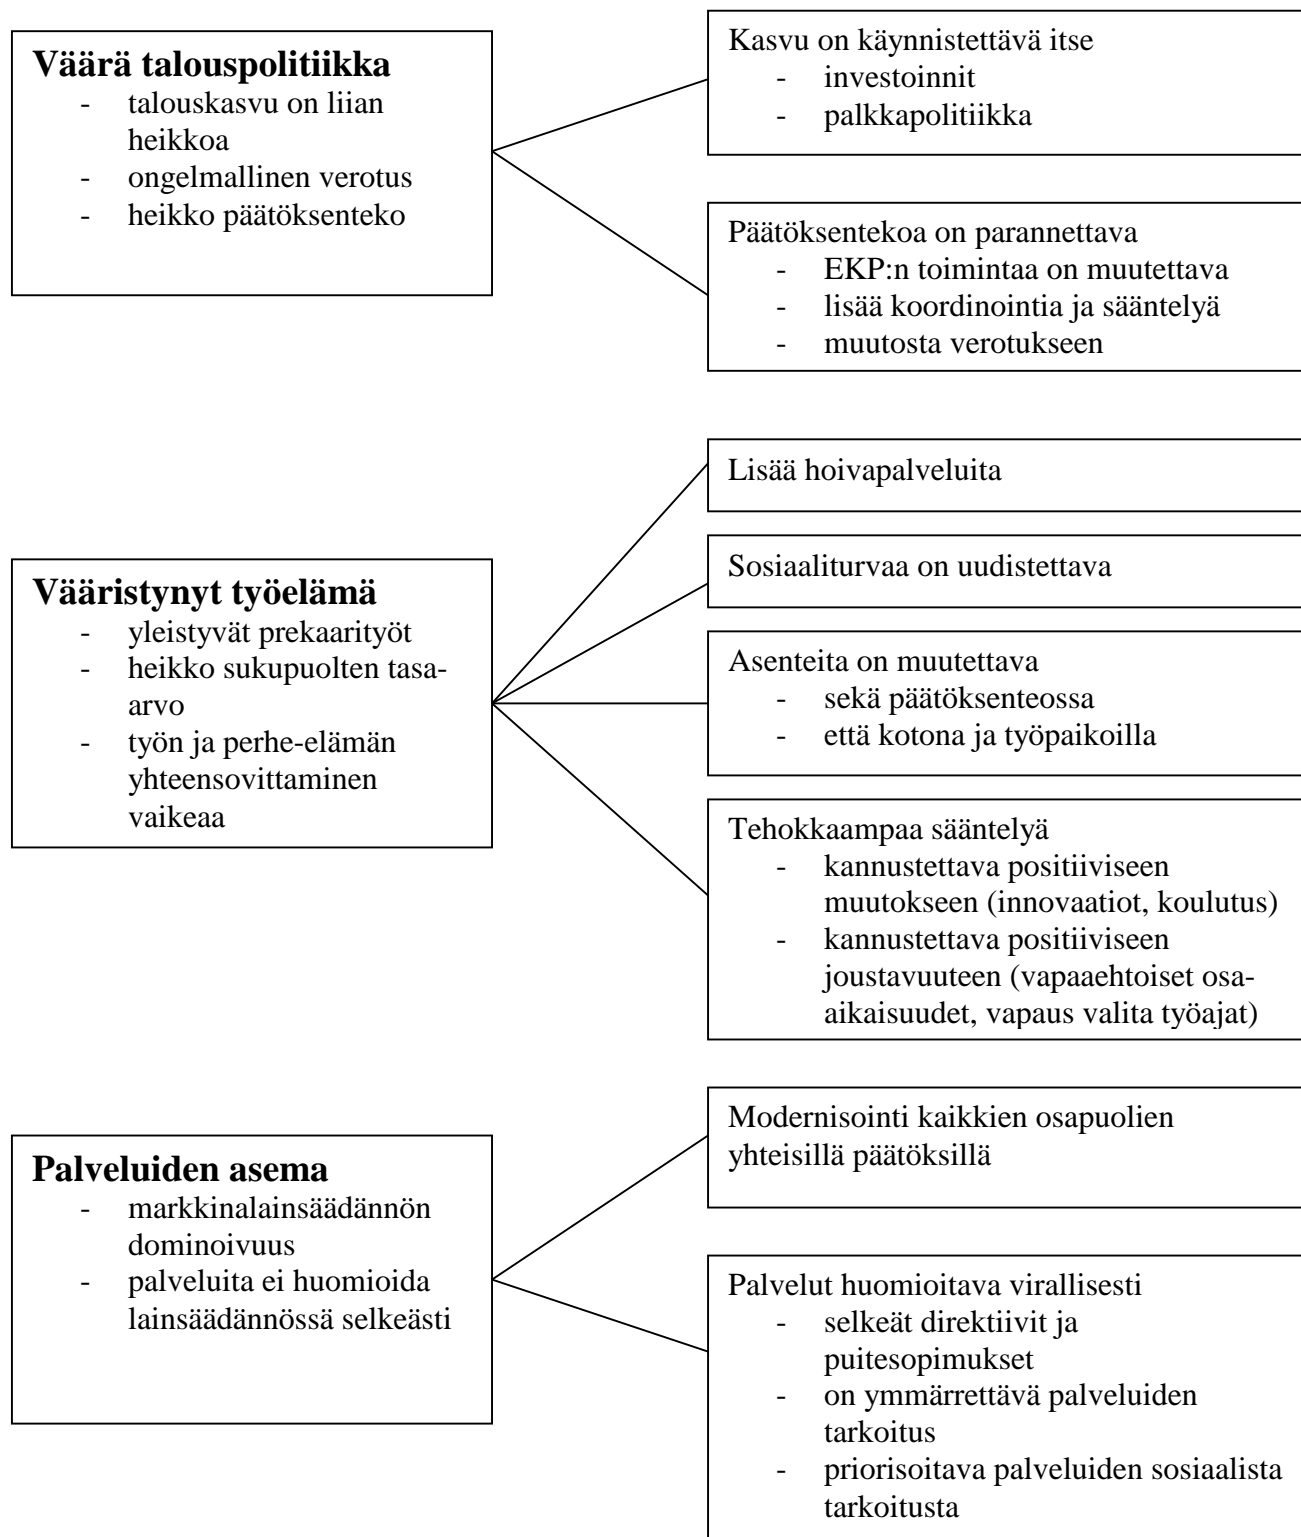 Väärä talouspolitiikka
- talouskasvu on liian
heikkoa
- ongelmallinen verotus
- heikko päätöksenteko
Kasvu on käynnistettävä itse
- investoinnit
- palkkapolitiikka
Päätöksentekoa on parannettava
- EKP:n toimintaa on muutettava
- lisää koordinointia ja sääntelyä
- muutosta verotukseen
Vääristynyt työelämä
- yleistyvät prekaarityöt
- heikko sukupuolten tasa-
arvo
- työn ja perhe-elämän
yhteensovittaminen
vaikeaa
Lisää hoivapalveluita
Sosiaaliturvaa on uudistettava
Asenteita on muutettava
- sekä päätöksenteossa
- että kotona ja työpaikoilla
Tehokkaampaa sääntelyä
- kannustettava positiiviseen
muutokseen (innovaatiot, koulutus)
- kannustettava positiiviseen
joustavuuteen (vapaaehtoiset osa-
aikaisuudet, vapaus valita työajat)
Palveluiden asema
- markkinalainsäädännön
dominoivuus
- palveluita ei huomioida
lainsäädännössä selkeästi
Modernisointi kaikkien osapuolien
yhteisillä päätöksillä
Palvelut huomioitava virallisesti
- selkeät direktiivit ja
puitesopimukset
- on ymmärrettävä palveluiden
tarkoitus
- priorisoitava palveluiden sosiaalista
tarkoitusta